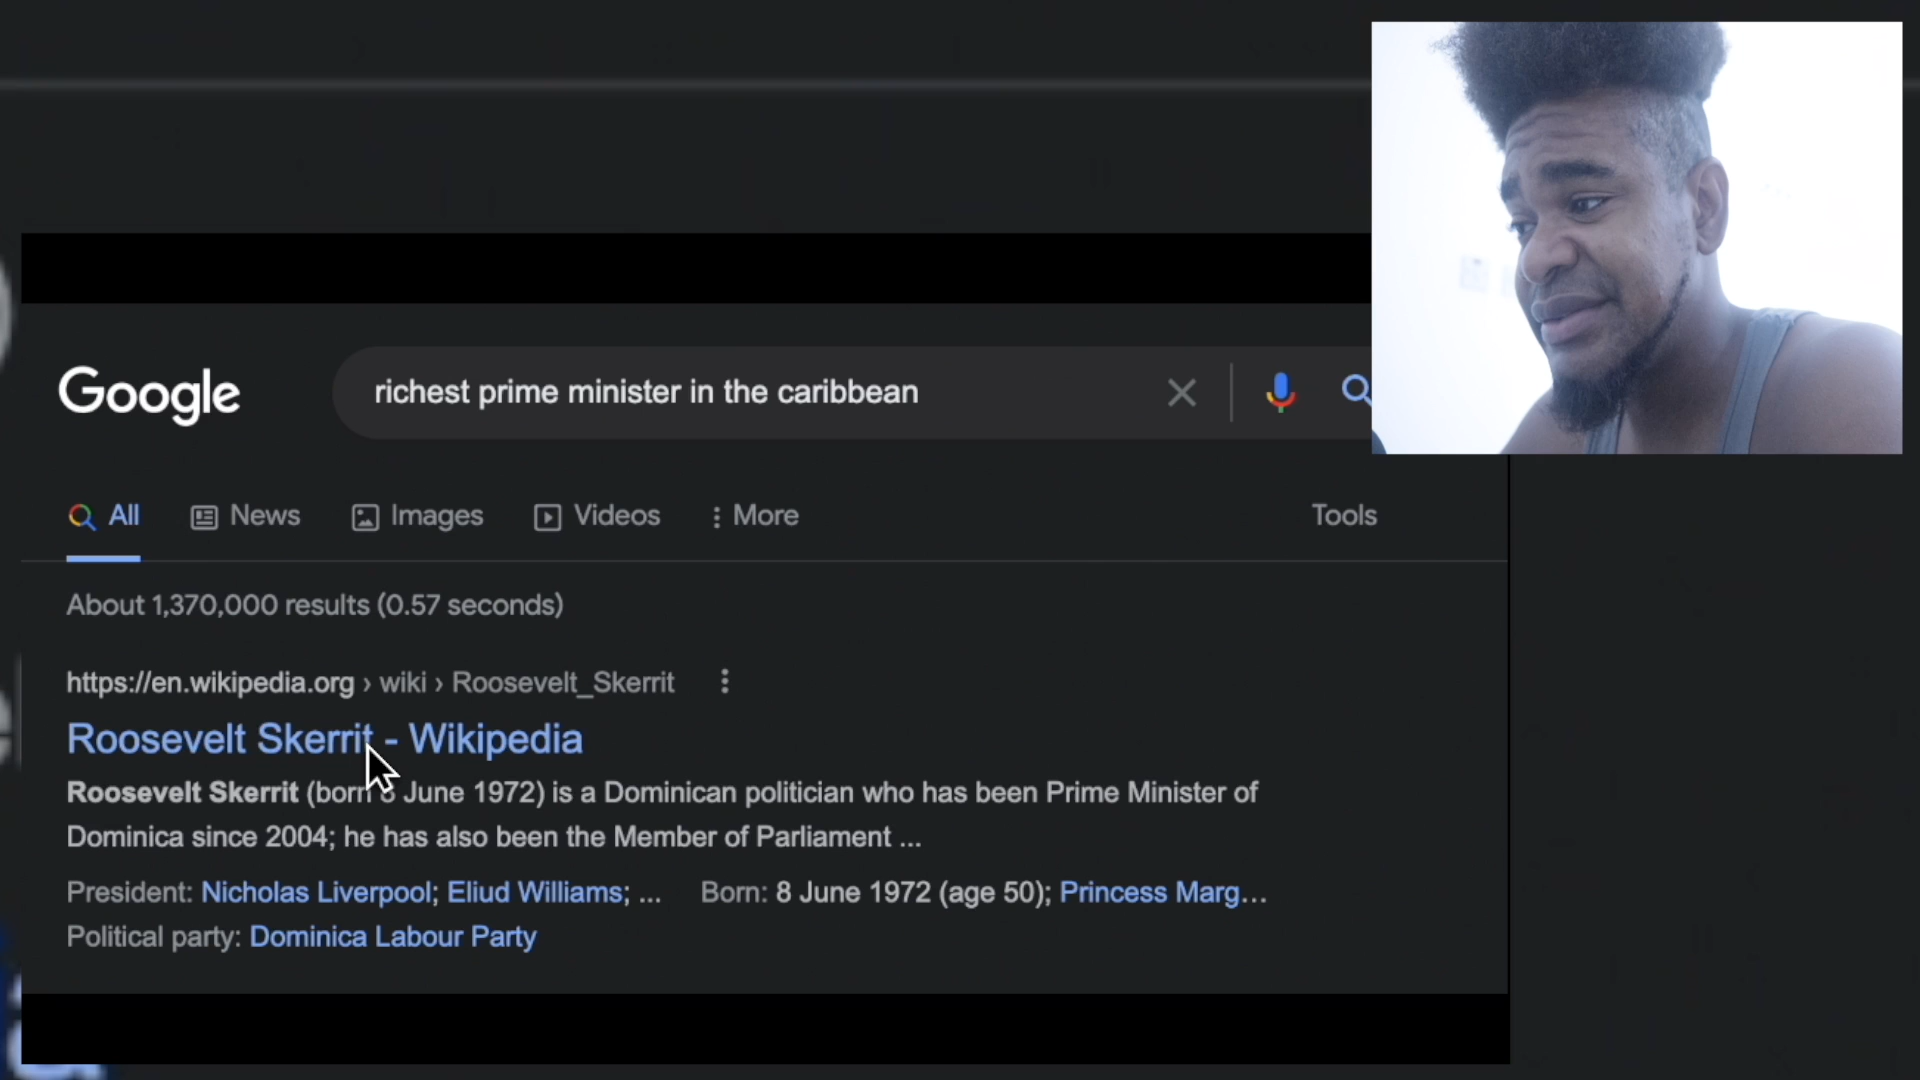 Google
richest prime minister in the caribbean
All News Images Videos More Tools
About 1,370,000 results (0.57 seconds)
https://en.wikipedia.org › wiki › Roosevelt_Skerrit
Roosevelt Skerrit - Wikipedia
Roosevelt Skerrit (born 8 June 1972) is a Dominican politician who has been Prime Minister of
Dominica since 2004; he has also been the Member of Parliament ...
President: Nicholas Liverpool; Eliud Williams; ... Born: 8 June 1972 (age 50); Princess Marg...
Political party: Dominica Labour Party